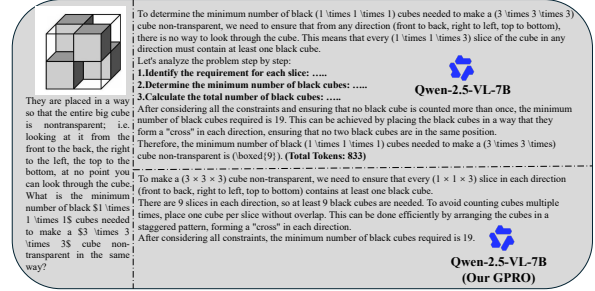 They are placed in a way
so that the entire big cube
is nontransparent; i.e.
looking at it from the
front to the back, the right
to the left, the top to the
bottom, at no point you
can look through the cube.
What is the minimum
number of black $1 \times
1 \times 1$ cubes needed
to make a $3 \times 3
\times 3$ cube non-
transparent in the same
way?
To determine the minimum number of black (1 \times 1 \times 1) cubes needed to make a (3 \times 3 \times 3)
cube non-transparent, we need to ensure that from any direction (front to back, right to left, top to bottom),
there is no way to look through the cube. This means that every (1 \times 1 \times 3) slice of the cube in any
direction must contain at least one black cube.
Let's analyze the problem step by step:
1.Identify the requirement for each slice: …..
2.Determine the minimum number of black cubes: …..
3.Calculate the total number of black cubes: …..
After considering all the constraints and ensuring that no black cube is counted more than once, the minimum
number of black cubes required is 19. This can be achieved by placing the black cubes in a way that they
form a "cross" in each direction, ensuring that no two black cubes are in the same position.
Therefore, the minimum number of black (1 \times 1 \times 1) cubes needed to make a (3 \times 3 \times)
cube non-transparent is (\boxed{9}). (Total Tokens: 833)
Qwen-2.5-VL-7B
To make a (3 × 3 × 3) cube non-transparent, we need to ensure that every (1 × 1 × 3) slice in each direction
(front to back, right to left, top to bottom) contains at least one black cube.
There are 9 slices in each direction, so at least 9 black cubes are needed. To avoid counting cubes multiple
times, place one cube per slice without overlap. This can be done efficiently by arranging the cubes in a
staggered pattern, forming a "cross" in each direction.
After considering all constraints, the minimum number of black cubes required is 19.
Qwen-2.5-VL-7B
(Our GPRO)